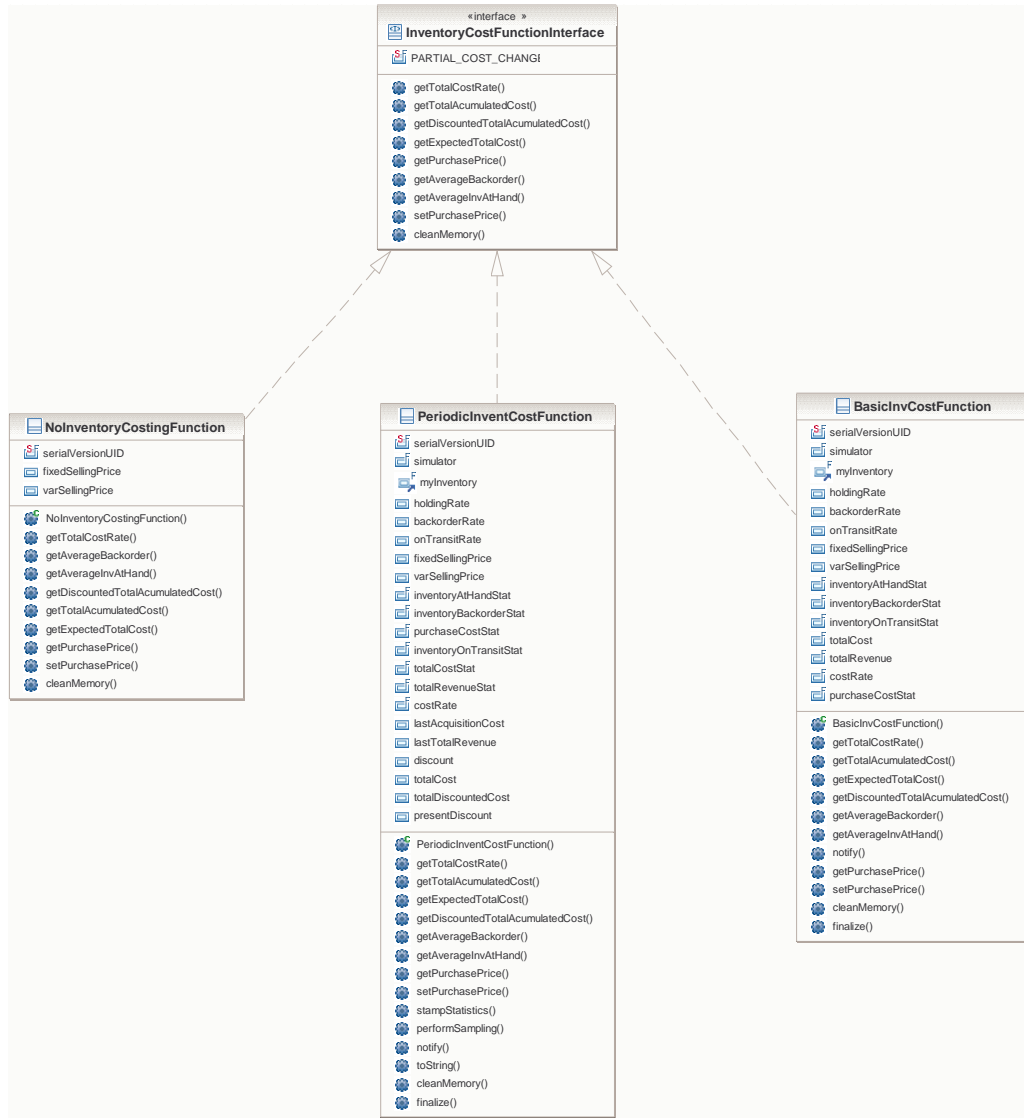 «interface »
InventoryCostFunctionInterface
PARTIAL_COST_CHANGE
getTotalCostRate()
getTotalAcumulatedCost()
getDiscountedTotalAcumulatedCost()
getExpectedTotalCost()
getPurchasePrice()
getAverageBackorder()
getAverageInvAtHand()
setPurchasePrice()
cleanMemory()
NoInventoryCostingFunction
serialVersionUID
fixedSellingPrice
varSellingPrice
NoInventoryCostingFunction()
getTotalCostRate()
getAverageBackorder()
getAverageInvAtHand()
getDiscountedTotalAcumulatedCost()
getTotalAcumulatedCost()
getExpectedTotalCost()
getPurchasePrice()
setPurchasePrice()
cleanMemory()
PeriodicInventCostFunction
serialVersionUID
simulator
myInventory
holdingRate
backorderRate
onTransitRate
fixedSellingPrice
varSellingPrice
inventoryAtHandStat
inventoryBackorderStat
purchaseCostStat
inventoryOnTransitStat
totalCostStat
totalRevenueStat
costRate
lastAcquisitionCost
lastTotalRevenue
discount
totalCost
totalDiscountedCost
presentDiscount
PeriodicInventCostFunction()
getTotalCostRate()
getTotalAcumulatedCost()
getExpectedTotalCost()
getDiscountedTotalAcumulatedCost()
getAverageBackorder()
getAverageInvAtHand()
getPurchasePrice()
setPurchasePrice()
stampStatistics()
performSampling()
notify()
toString()
cleanMemory()
finalize()
BasicInvCostFunction
serialVersionUID
simulator
myInventory
holdingRate
backorderRate
onTransitRate
fixedSellingPrice
varSellingPrice
inventoryAtHandStat
inventoryBackorderStat
inventoryOnTransitStat
totalCost
totalRevenue
costRate
purchaseCostStat
BasicInvCostFunction()
getTotalCostRate()
getTotalAcumulatedCost()
getExpectedTotalCost()
getDiscountedTotalAcumulatedCost()
getAverageBackorder()
getAverageInvAtHand()
notify()
getPurchasePrice()
setPurchasePrice()
cleanMemory()
finalize()